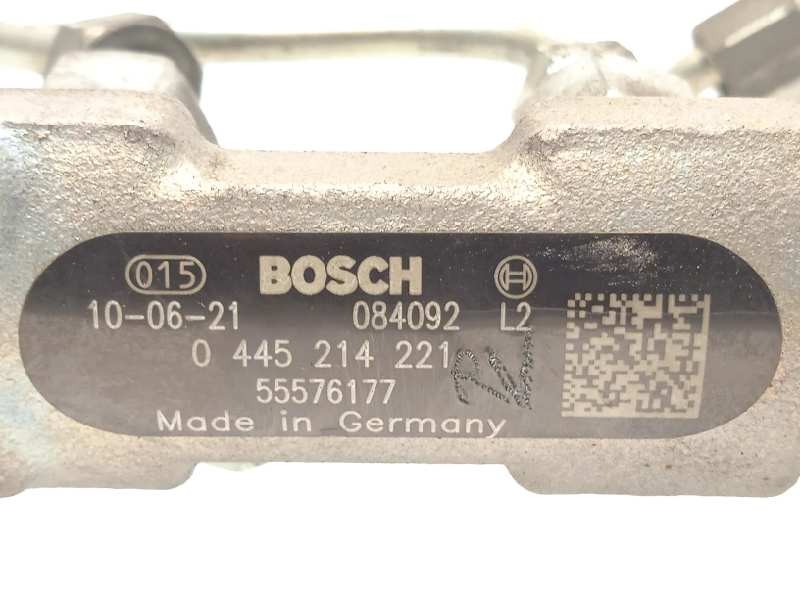 015 BOSCH
10-06-21 084092 L2
0 445 214 221
55576177
Made in Germany